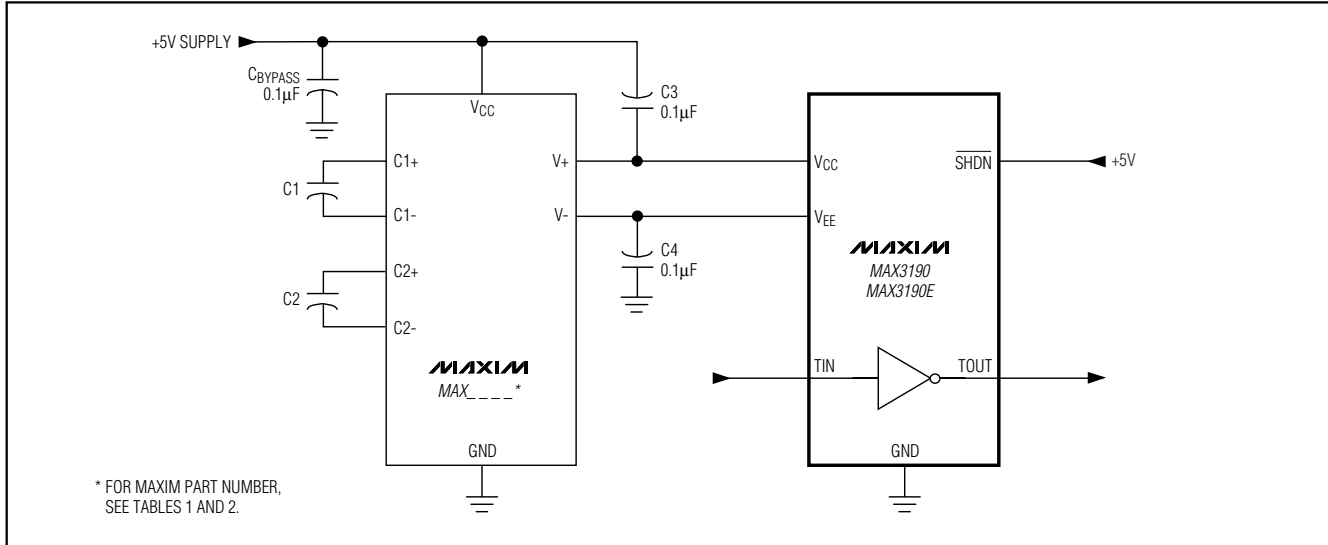 +5V SUPPLY
CBYPASS
0.1µF
VCC
C3
0.1µF
C1+
C1
C1-
C2+
C2
C2-
V+
V-
C4
0.1µF
MAXIM
MAX_ _ _ _ *
GND
VCC
SHDN
+5V
VEE
MAXIM
MAX3190
MAX3190E
TIN
TOUT
GND
* FOR MAXIM PART NUMBER,
SEE TABLES 1 AND 2.